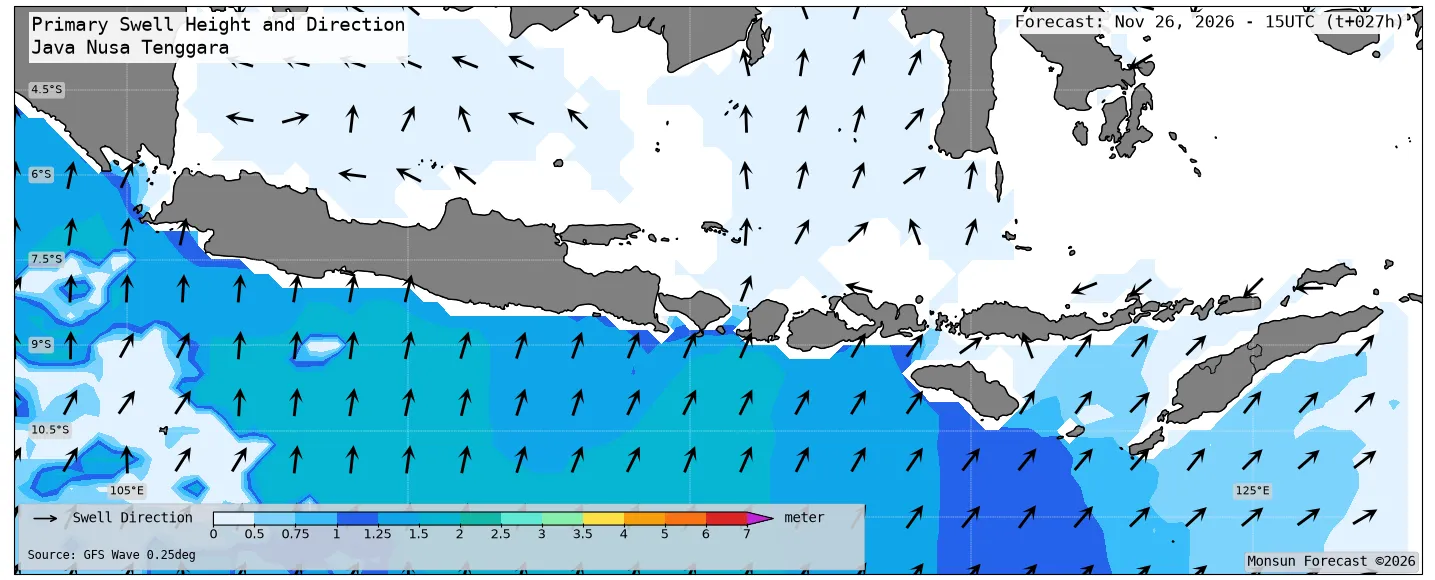 Primary Swell Height and Direction
Java Nusa Tenggara
Forecast: Nov 26, 2026 - 15UTC (t+027h)
4.5°S
6°S
7.5°S
9°S
10.5°S
105°E
125°E
Swell Direction
0 0.5 0.75 1 1.25 1.5 2 2.5 3 3.5 4 5 6 7
meter
Source: GFS Wave 0.25deg
Monsun Forecast ©2026